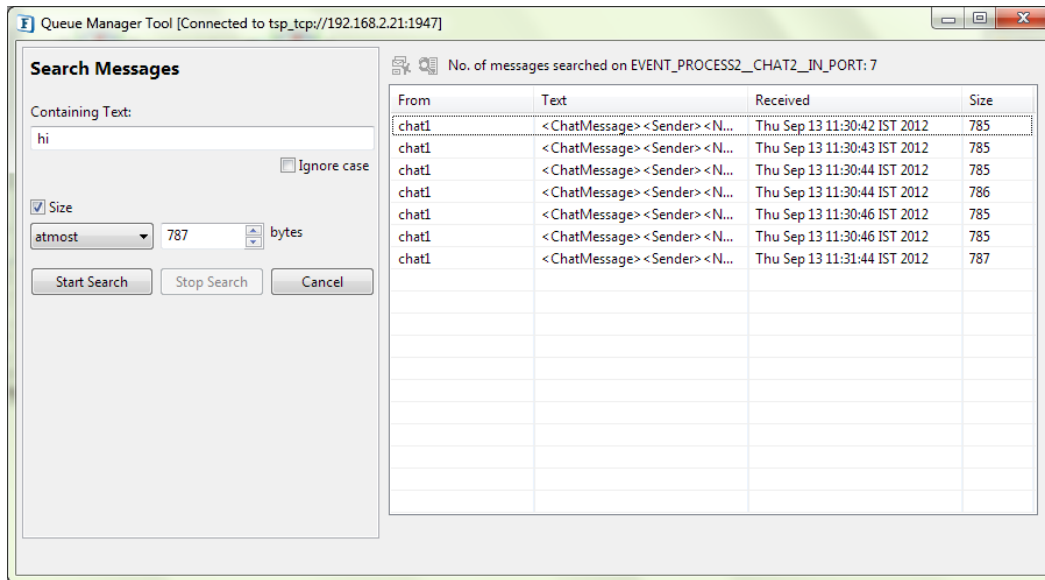 Queue Manager Tool [Connected to tsp_tcp://192.168.2.21:1947]
Search Messages
Containing Text:
hi
Ignore case
Size
atmost 787 bytes
Start Search Stop Search Cancel
No. of messages searched on EVENT_PROCESS2__CHAT2__IN_PORT: 7
From Text Received Size
chat1 <ChatMessage><Sender><N... Thu Sep 13 11:30:42 IST 2012 785
chat1 <ChatMessage><Sender><N... Thu Sep 13 11:30:43 IST 2012 785
chat1 <ChatMessage><Sender><N... Thu Sep 13 11:30:44 IST 2012 785
chat1 <ChatMessage><Sender><N... Thu Sep 13 11:30:44 IST 2012 786
chat1 <ChatMessage><Sender><N... Thu Sep 13 11:30:46 IST 2012 785
chat1 <ChatMessage><Sender><N... Thu Sep 13 11:30:46 IST 2012 785
chat1 <ChatMessage><Sender><N... Thu Sep 13 11:31:44 IST 2012 787